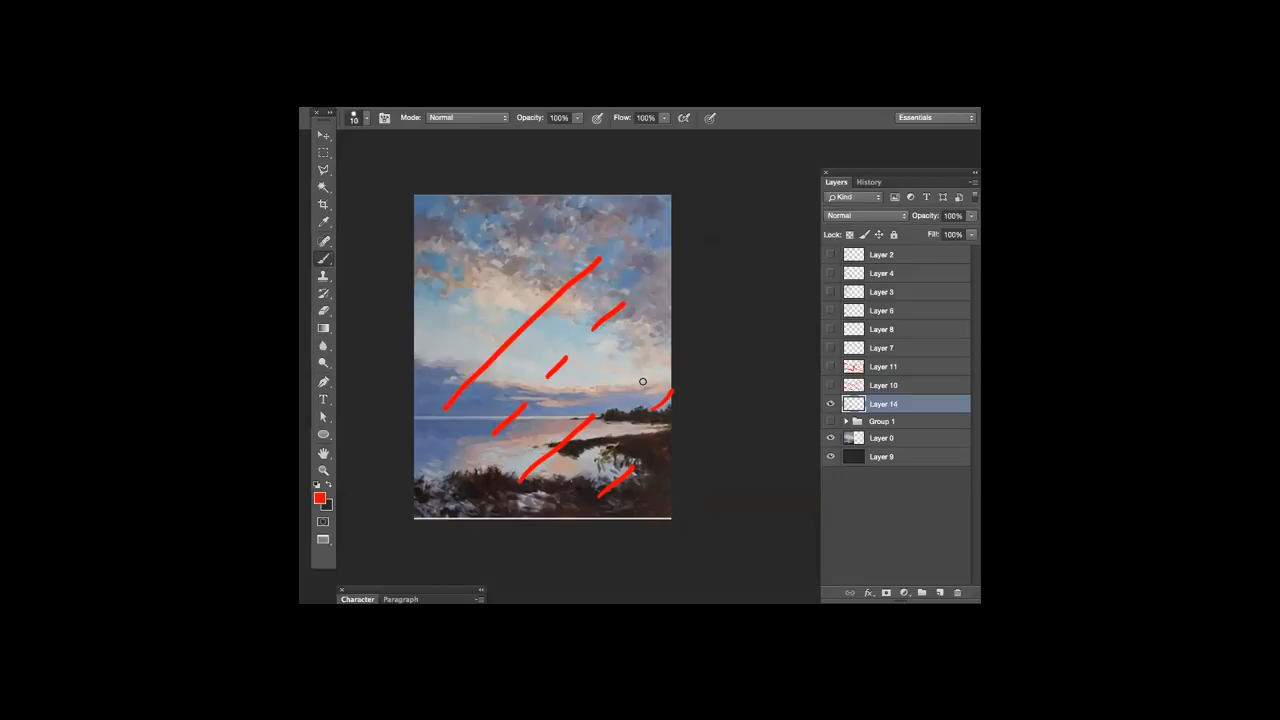 10 Mode: Normal Opacity: 100% Flow: 100% Essentials
Layers History
Kind
Normal Opacity: 100%
Lock: Fill: 100%
Layer 2
Layer 4
Layer 3
Layer 6
Layer 8
Layer 7
Layer 11
Layer 10
Layer 14
Group 1
Layer 0
Layer 9
fx
Character Paragraph